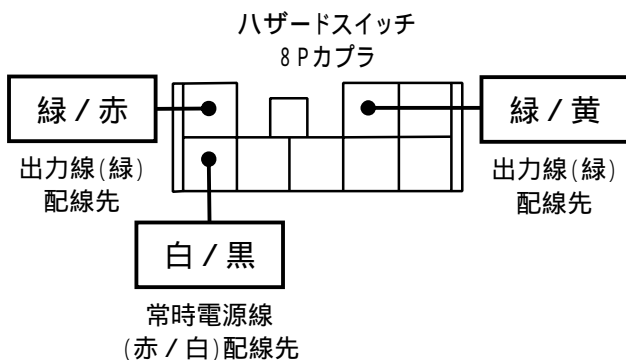 ハザードスイッチ
8Pカプラ
緑/赤
緑/黄
出力線(緑)
配線先
出力線(緑)
配線先
白/黒
常時電源線
(赤/白)配線先